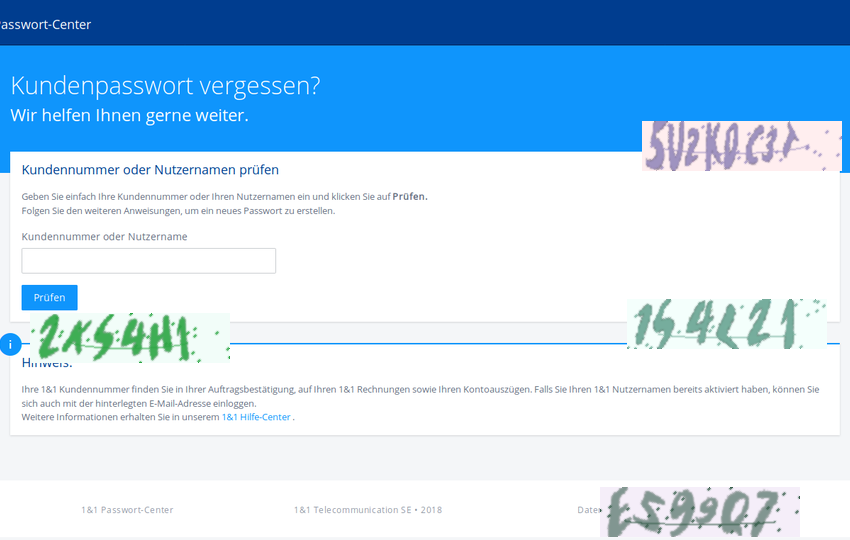 asswort-Center
Kundenpasswort vergessen?
Wir helfen Ihnen gerne weiter.
Kundennummer oder Nutzernamen prüfen
Geben Sie einfach Ihre Kundennummer oder Ihren Nutzernamen ein und klicken Sie auf Prüfen.
Folgen Sie den weiteren Anweisungen, um ein neues Passwort zu erstellen.
Kundennummer oder Nutzername
Prüfen
2XS4H1
i
Hinweis:
Ihre 1&1 Kundennummer finden Sie in Ihrer Auftragsbestätigung, auf Ihren 1&1 Rechnungen sowie Ihren Kontoauszügen. Falls Sie Ihren 1&1 Nutzernamen bereits aktiviert haben, können Sie
sich auch mit der hinterlegten E-Mail-Adresse einloggen.
Weitere Informationen erhalten Sie in unserem 1&1 Hilfe-Center .
1&1 Passwort-Center
1&1 Telecommunication SE • 2018
Date